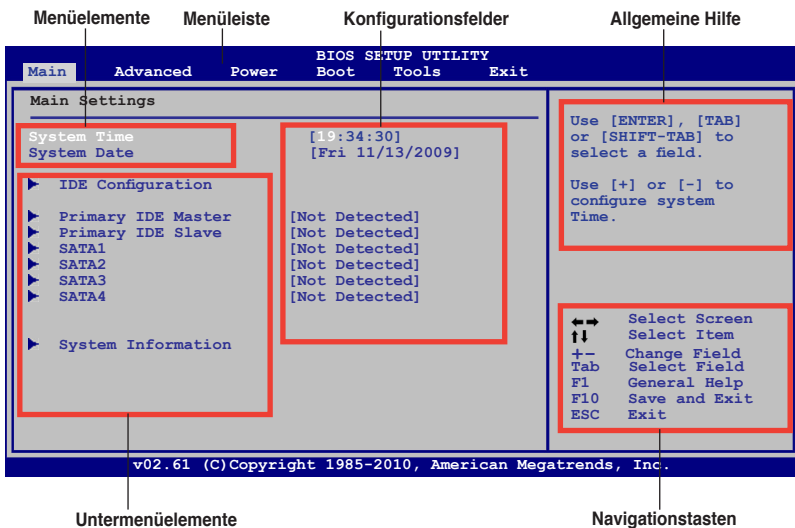 Menüelemente Menüleiste Konfigurationsfelder Allgemeine Hilfe
BIOS SETUP UTILITY
Main Advanced Power Boot Tools Exit
Main Settings
System Time [19:34:30]
System Date [Fri 11/13/2009]
IDE Configuration
Primary IDE Master [Not Detected]
Primary IDE Slave [Not Detected]
SATA1 [Not Detected]
SATA2 [Not Detected]
SATA3 [Not Detected]
SATA4 [Not Detected]
System Information
Use [ENTER], [TAB]
or [SHIFT-TAB] to
select a field.
Use [+] or [-] to
configure system
Time.
←→ Select Screen
↑↓ Select Item
+- Change Field
Tab Select Field
F1 General Help
F10 Save and Exit
ESC Exit
v02.61 (C)Copyright 1985-2010, American Megatrends, Inc.
Untermenüelemente Navigationstasten